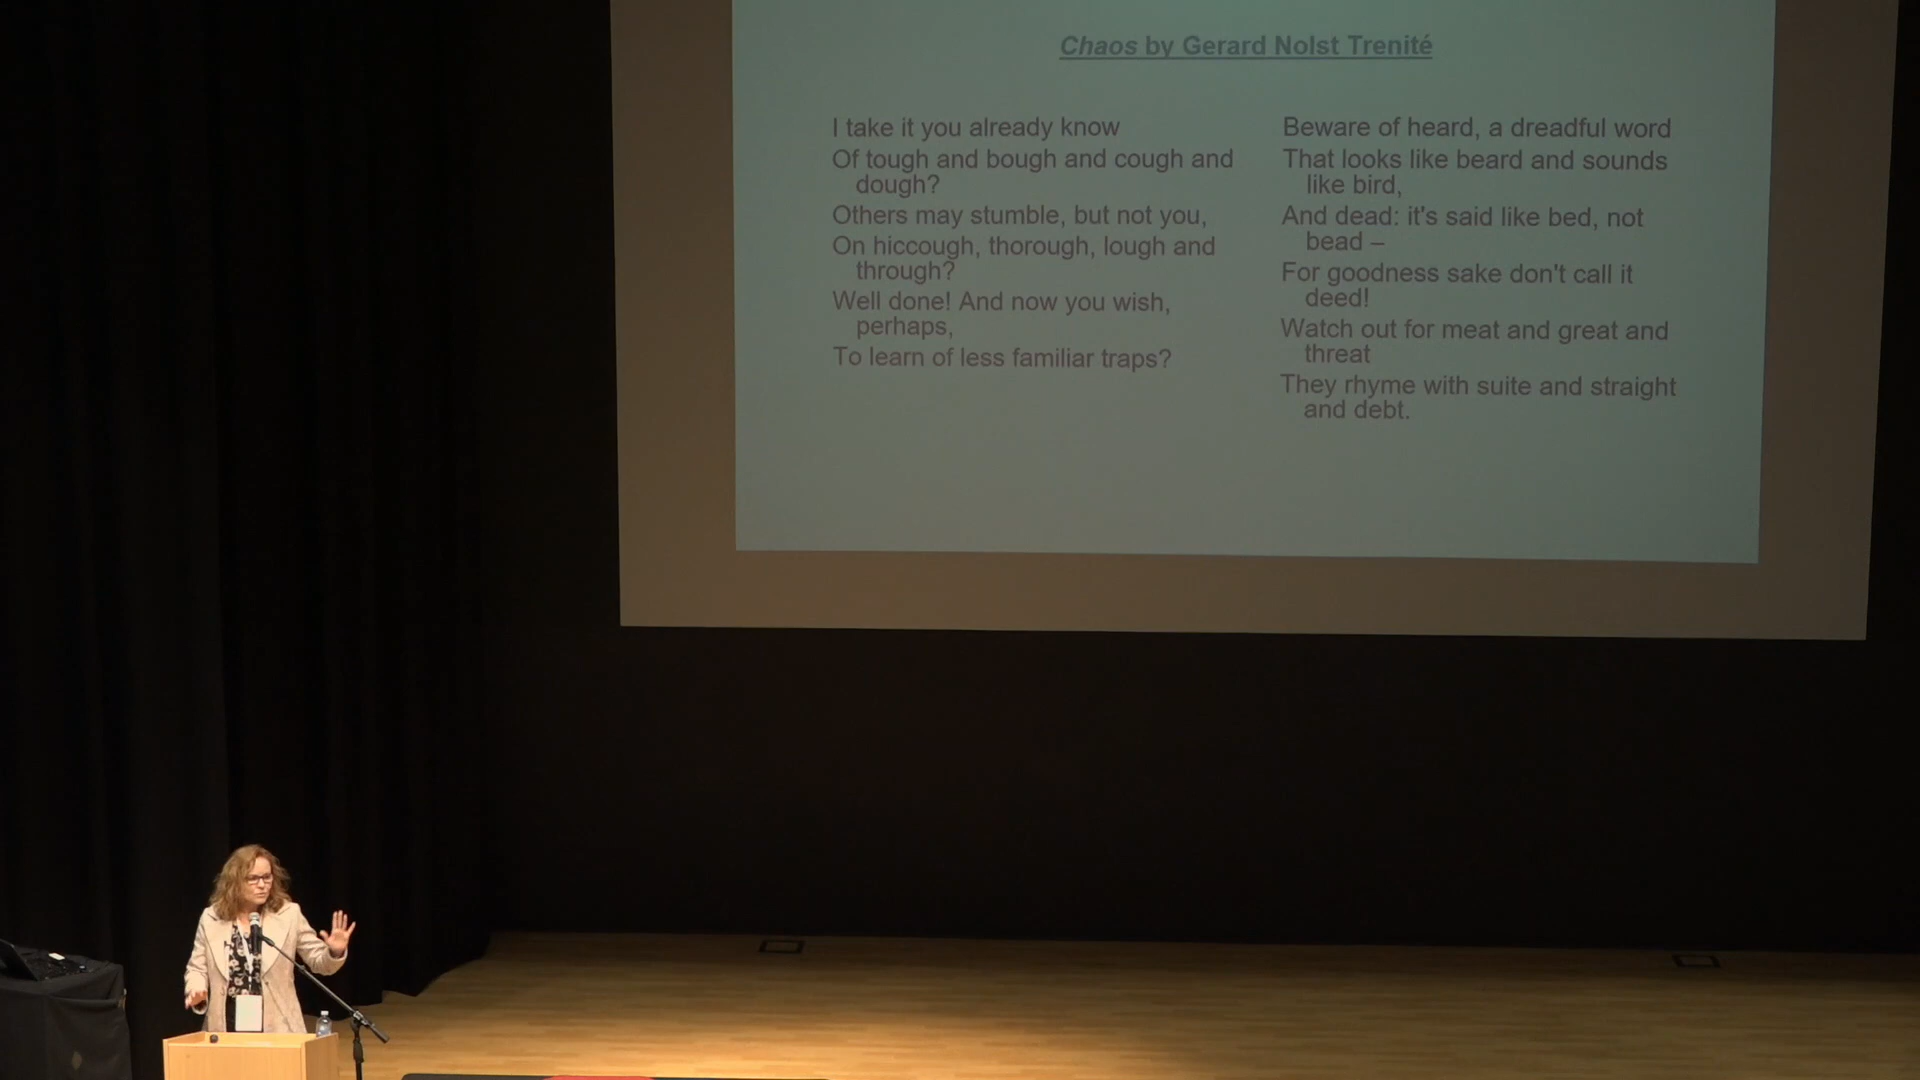 Chaos by Gerard Nolst Trenité
I take it you already know
Of tough and bough and cough and
dough?
Others may stumble, but not you,
On hiccough, thorough, lough and
through?
Well done! And now you wish,
perhaps,
To learn of less familiar traps?
Beware of heard, a dreadful word
That looks like beard and sounds
like bird,
And dead: it's said like bed, not
bead –
For goodness sake don't call it
deed!
Watch out for meat and great and
threat
They rhyme with suite and straight
and debt.